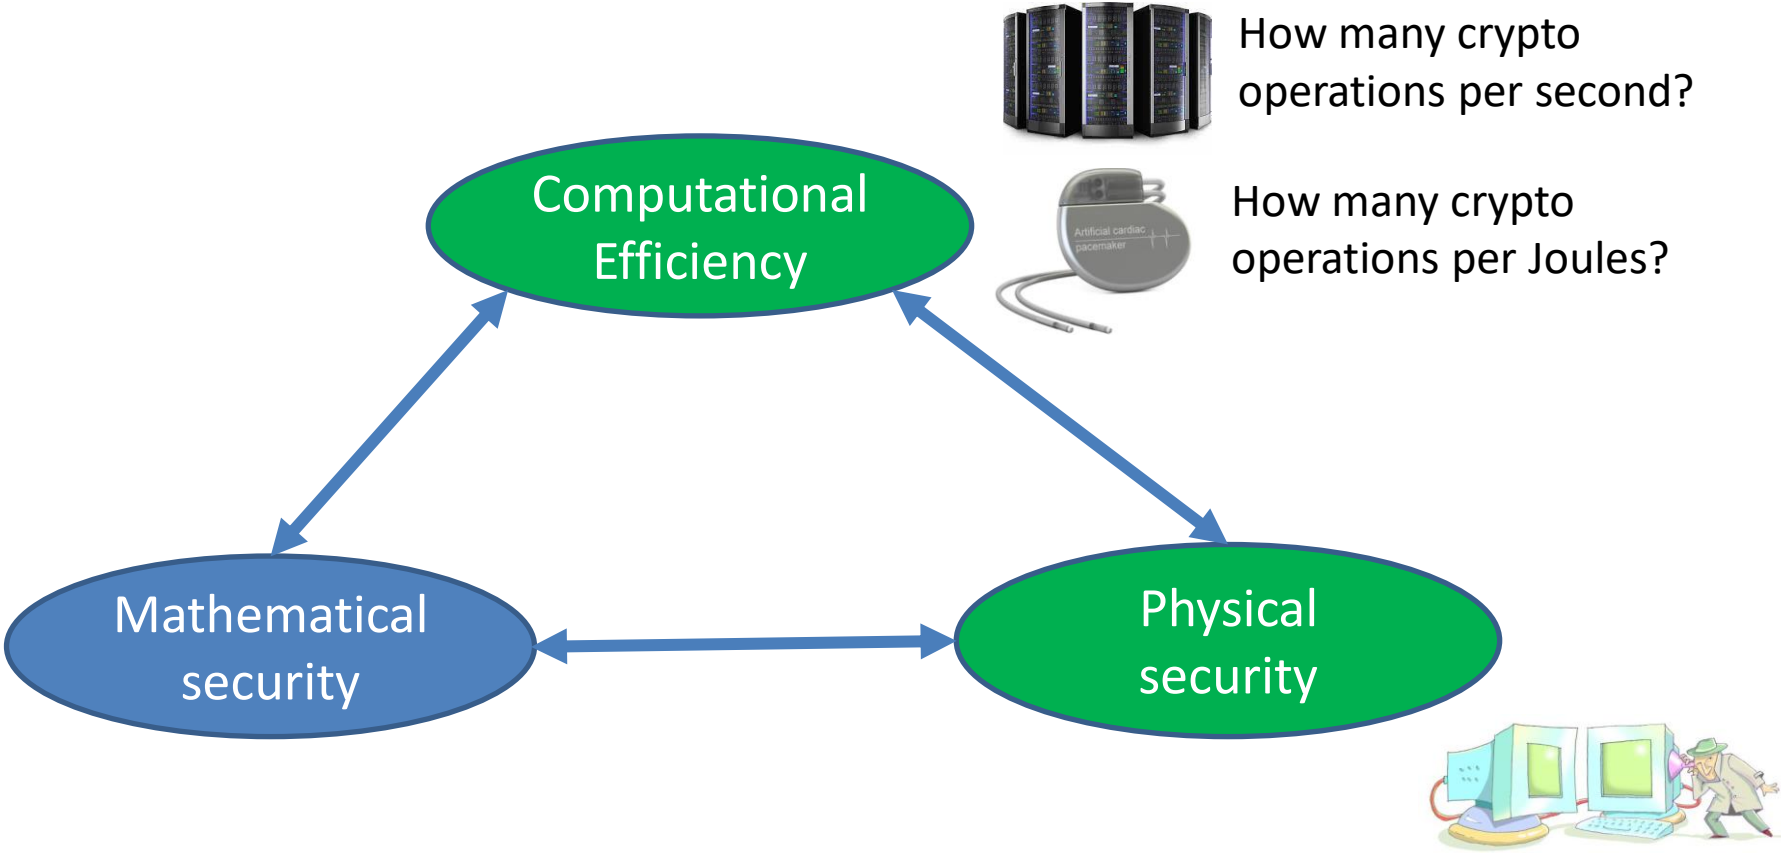 How many crypto
operations per second?
Computational
Efficiency
Artificial cardiac
pacemaker
How many crypto
operations per Joules?
Mathematical
security
Physical
security